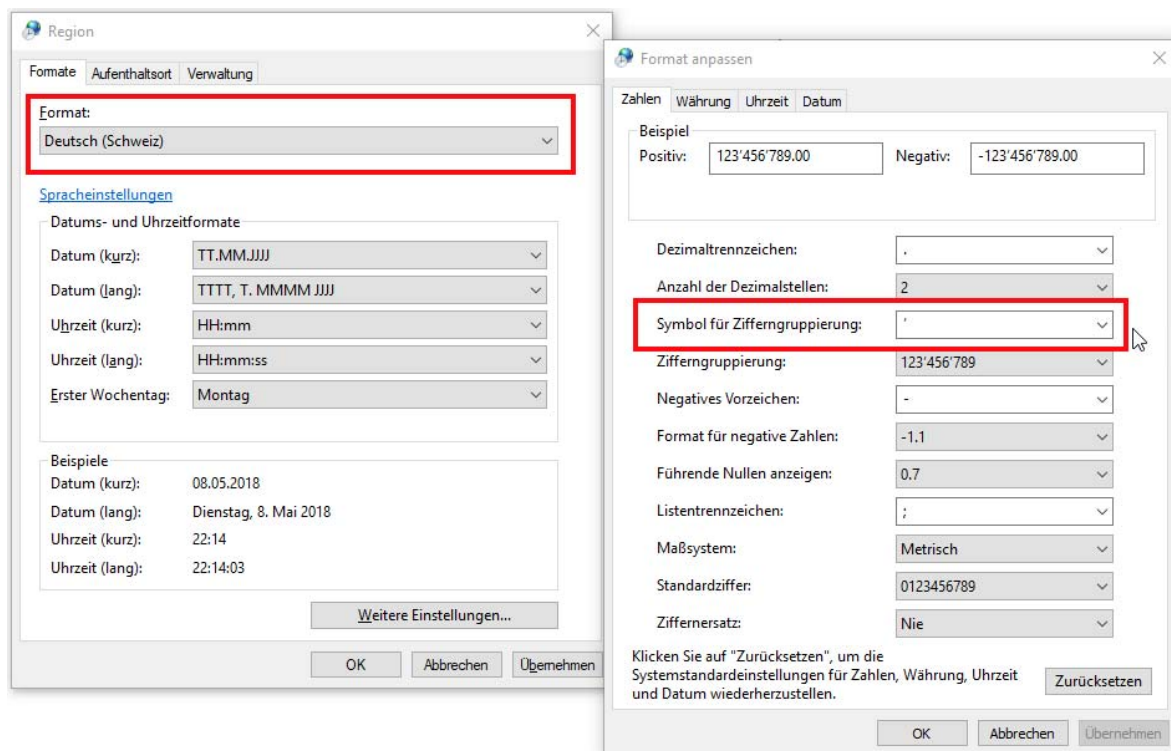 Region
Formate Aufenthaltsort Verwaltung
Format:
Deutsch (Schweiz)
Spracheinstellungen
Datums- und Uhrzeitformate
Datum (kurz): TT.MM.JJJJ
Datum (lang): TTTT, T. MMMM JJJJ
Uhrzeit (kurz): HH:mm
Uhrzeit (lang): HH:mm:ss
Erster Wochentag: Montag
Beispiele
Datum (kurz): 08.05.2018
Datum (lang): Dienstag, 8. Mai 2018
Uhrzeit (kurz): 22:14
Uhrzeit (lang): 22:14:03
Weitere Einstellungen...
OK Abbrechen Übernehmen
Format anpassen
Zahlen Währung Uhrzeit Datum
Beispiel
Positiv: 123’456’789.00 Negativ: -123’456’789.00
Dezimaltrennzeichen: .
Anzahl der Dezimalstellen: 2
Symbol für Zifferngruppierung: ’
Zifferngruppierung: 123’456’789
Negatives Vorzeichen: -
Format für negative Zahlen: -1.1
Führende Nullen anzeigen: 0.7
Listentrennzeichen: ;
Maßsystem: Metrisch
Standardziffer: 0123456789
Ziffernersatz: Nie
Klicken Sie auf "Zurücksetzen", um die
Systemstandardeinstellungen für Zahlen, Währung, Uhrzeit
und Datum wiederherzustellen.
Zurücksetzen
OK Abbrechen Übernehmen